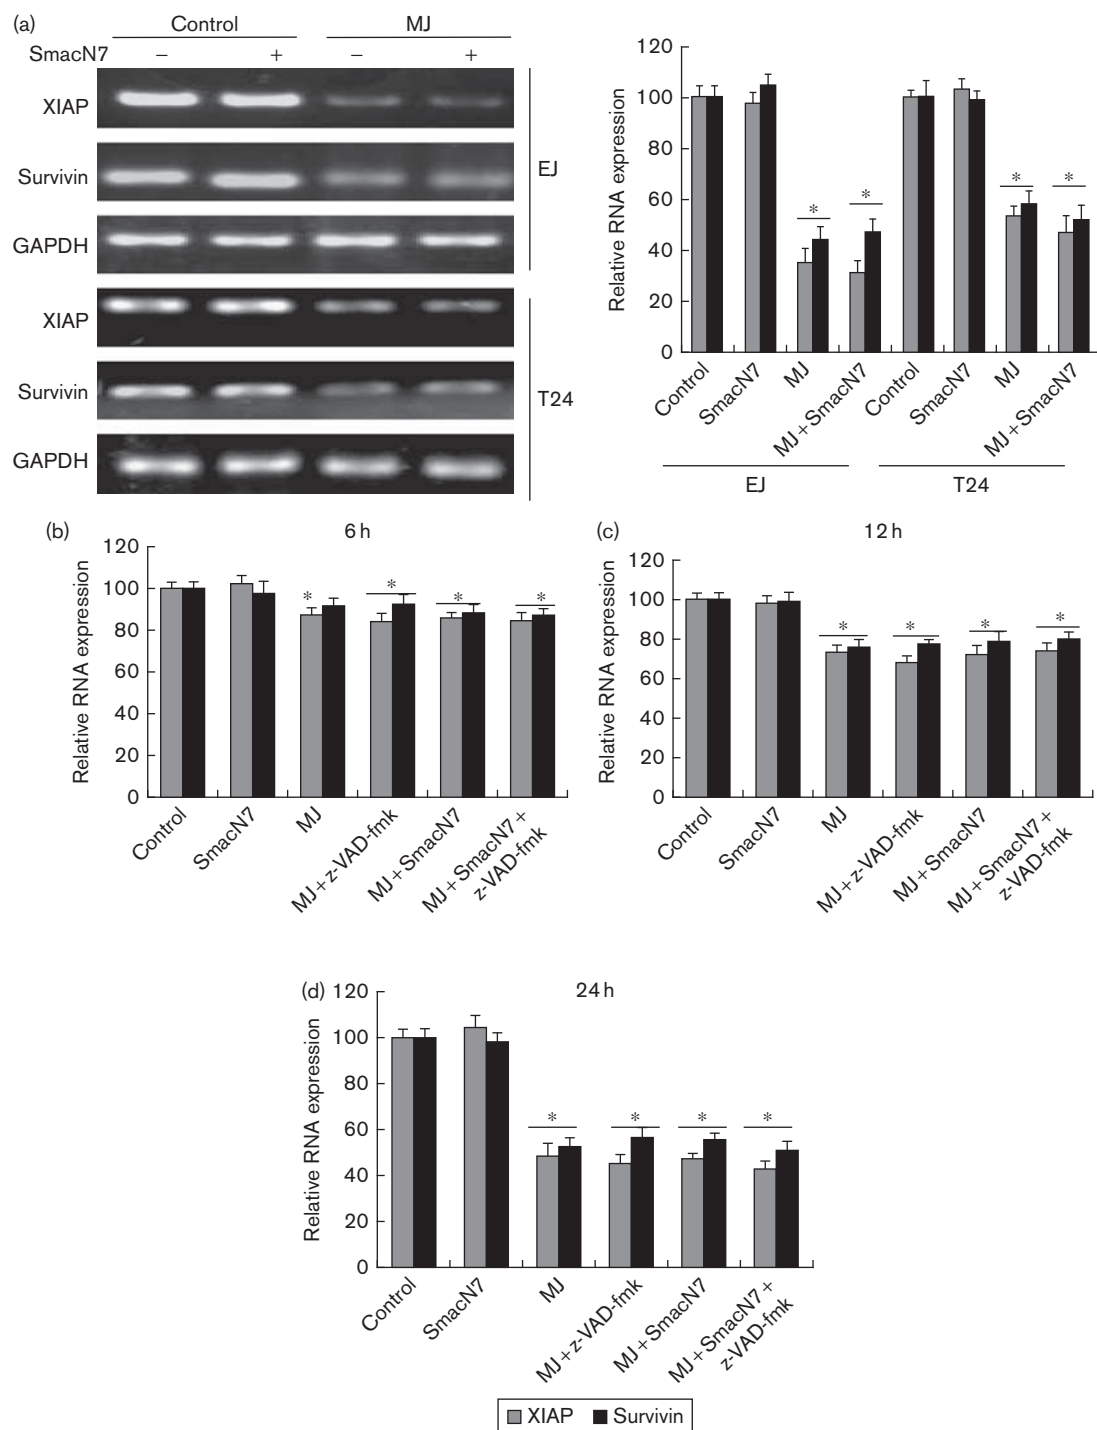 (a)
Control MJ
SmacN7 − + − +
XIAP
Survivin
GAPDH
EJ
XIAP
Survivin
GAPDH
T24
Relative RNA expression
120
100
80
60
40
20
0
* * * *
Control
SmacN7
MJ
MJ+SmacN7
Control
SmacN7
MJ
MJ+SmacN7
EJ T24
(b) 6 h
Relative RNA expression
120
100
80
60
40
20
0
* * * *
Control
SmacN7
MJ
MJ+z-VAD-fmk
MJ+SmacN7
MJ+SmacN7+
z-VAD-fmk
(c) 12 h
Relative RNA expression
120
100
80
60
40
20
0
* * * *
Control
SmacN7
MJ
MJ+z-VAD-fmk
MJ+SmacN7
MJ+SmacN7+
z-VAD-fmk
(d) 24 h
Relative RNA expression
120
100
80
60
40
20
0
* * * *
Control
SmacN7
MJ
MJ+z-VAD-fmk
MJ+SmacN7
MJ+SmacN7+
z-VAD-fmk
XIAP Survivin